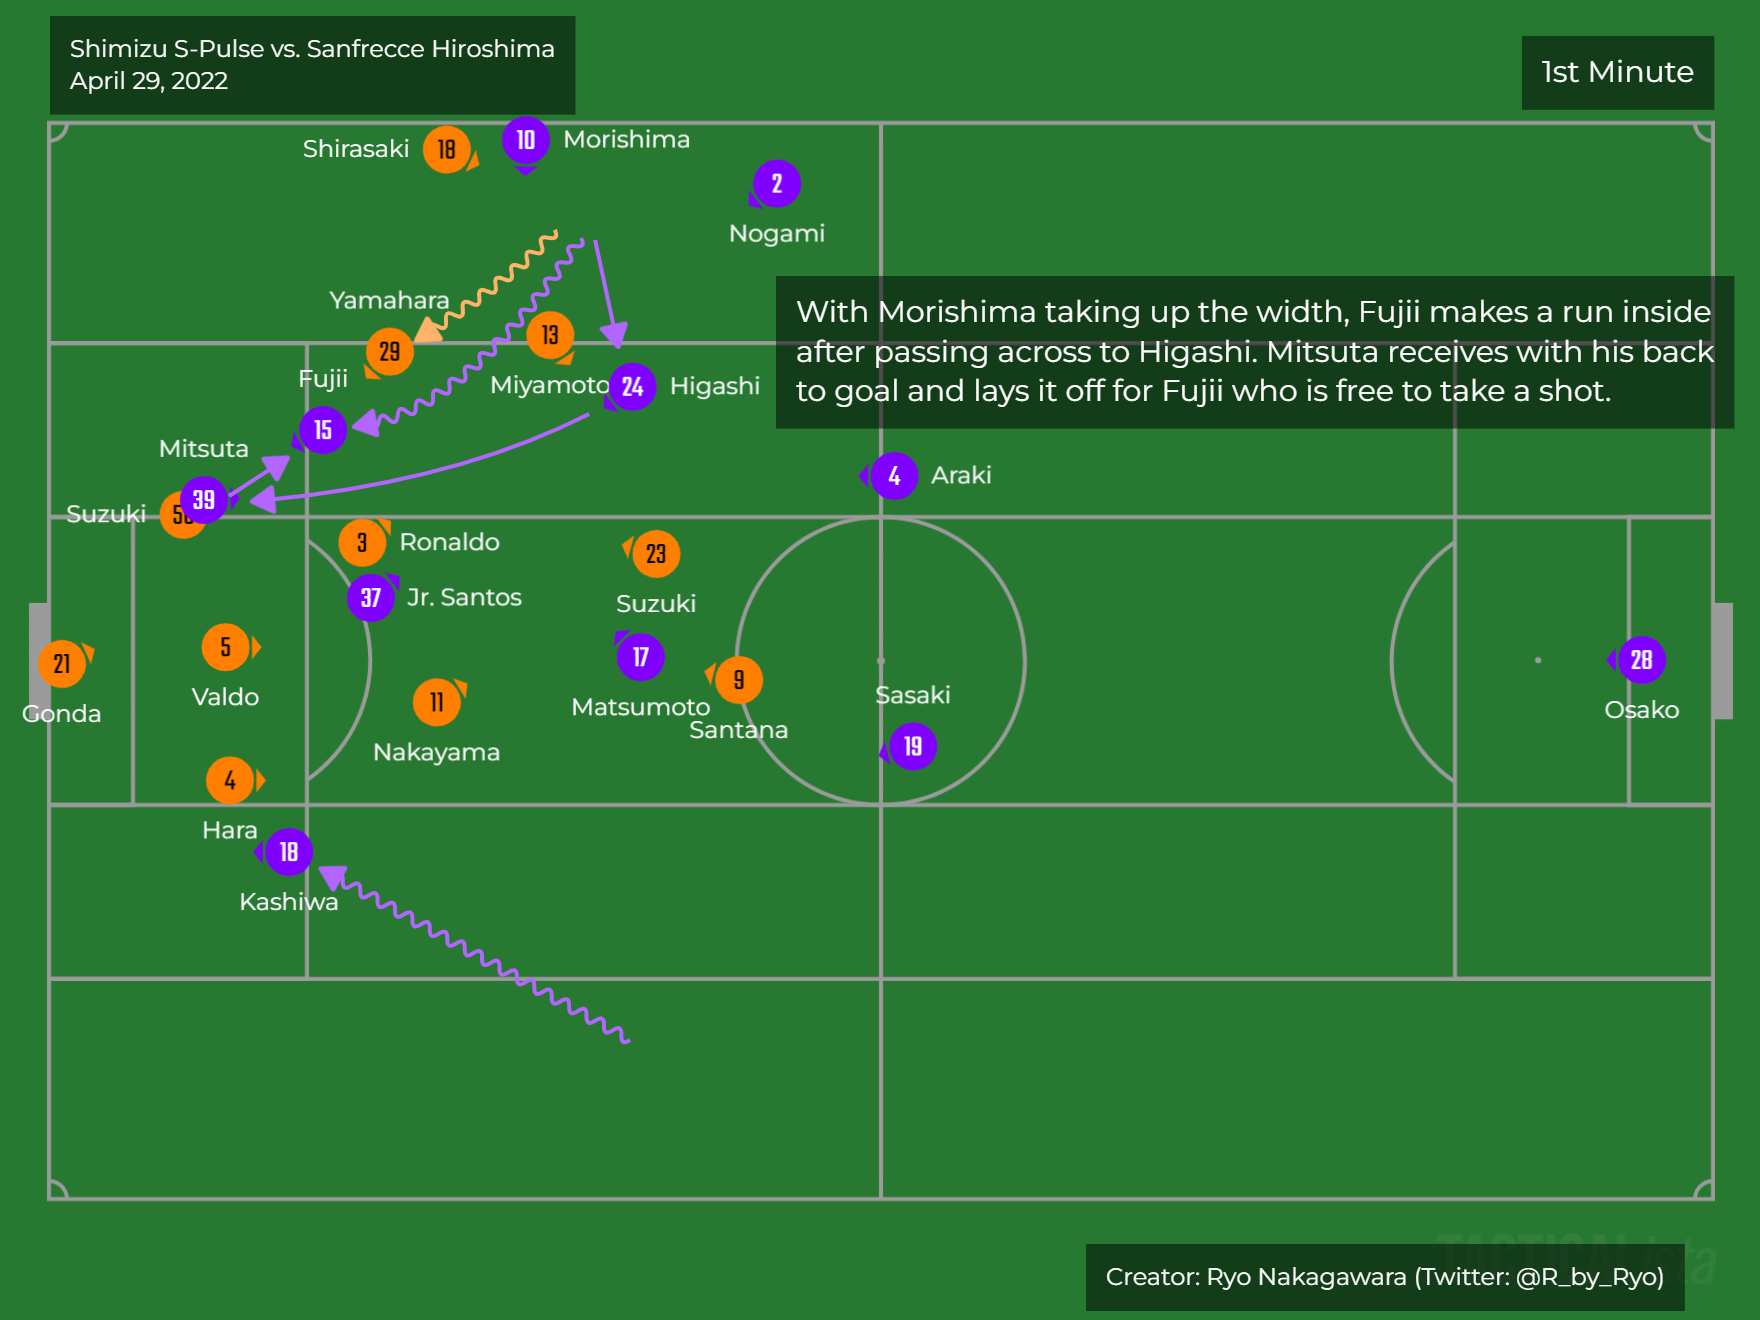 Shimizu S-Pulse vs. Sanfrecce Hiroshima
April 29, 2022
1st Minute
Shirasaki
18
10
Morishima
2
Nogami
Yamahara
29
13
With Morishima taking up the width, Fujii makes a run inside
after passing across to Higashi. Mitsuta receives with his back
to goal and lays it off for Fujii who is free to take a shot.
Fujii
Miyamoto
24
Higashi
15
Mitsuta
4
Araki
39
Suzuki
3
Ronaldo
23
Suzuki
37
Jr. Santos
5
Valdo
21
Gonda
17
Matsumoto
9
Santana
Sasaki
19
28
Osako
11
Nakayama
4
Hara
18
Kashiwa
TACTICALista
Creator: Ryo Nakagawara (Twitter: @R_by_Ryo)